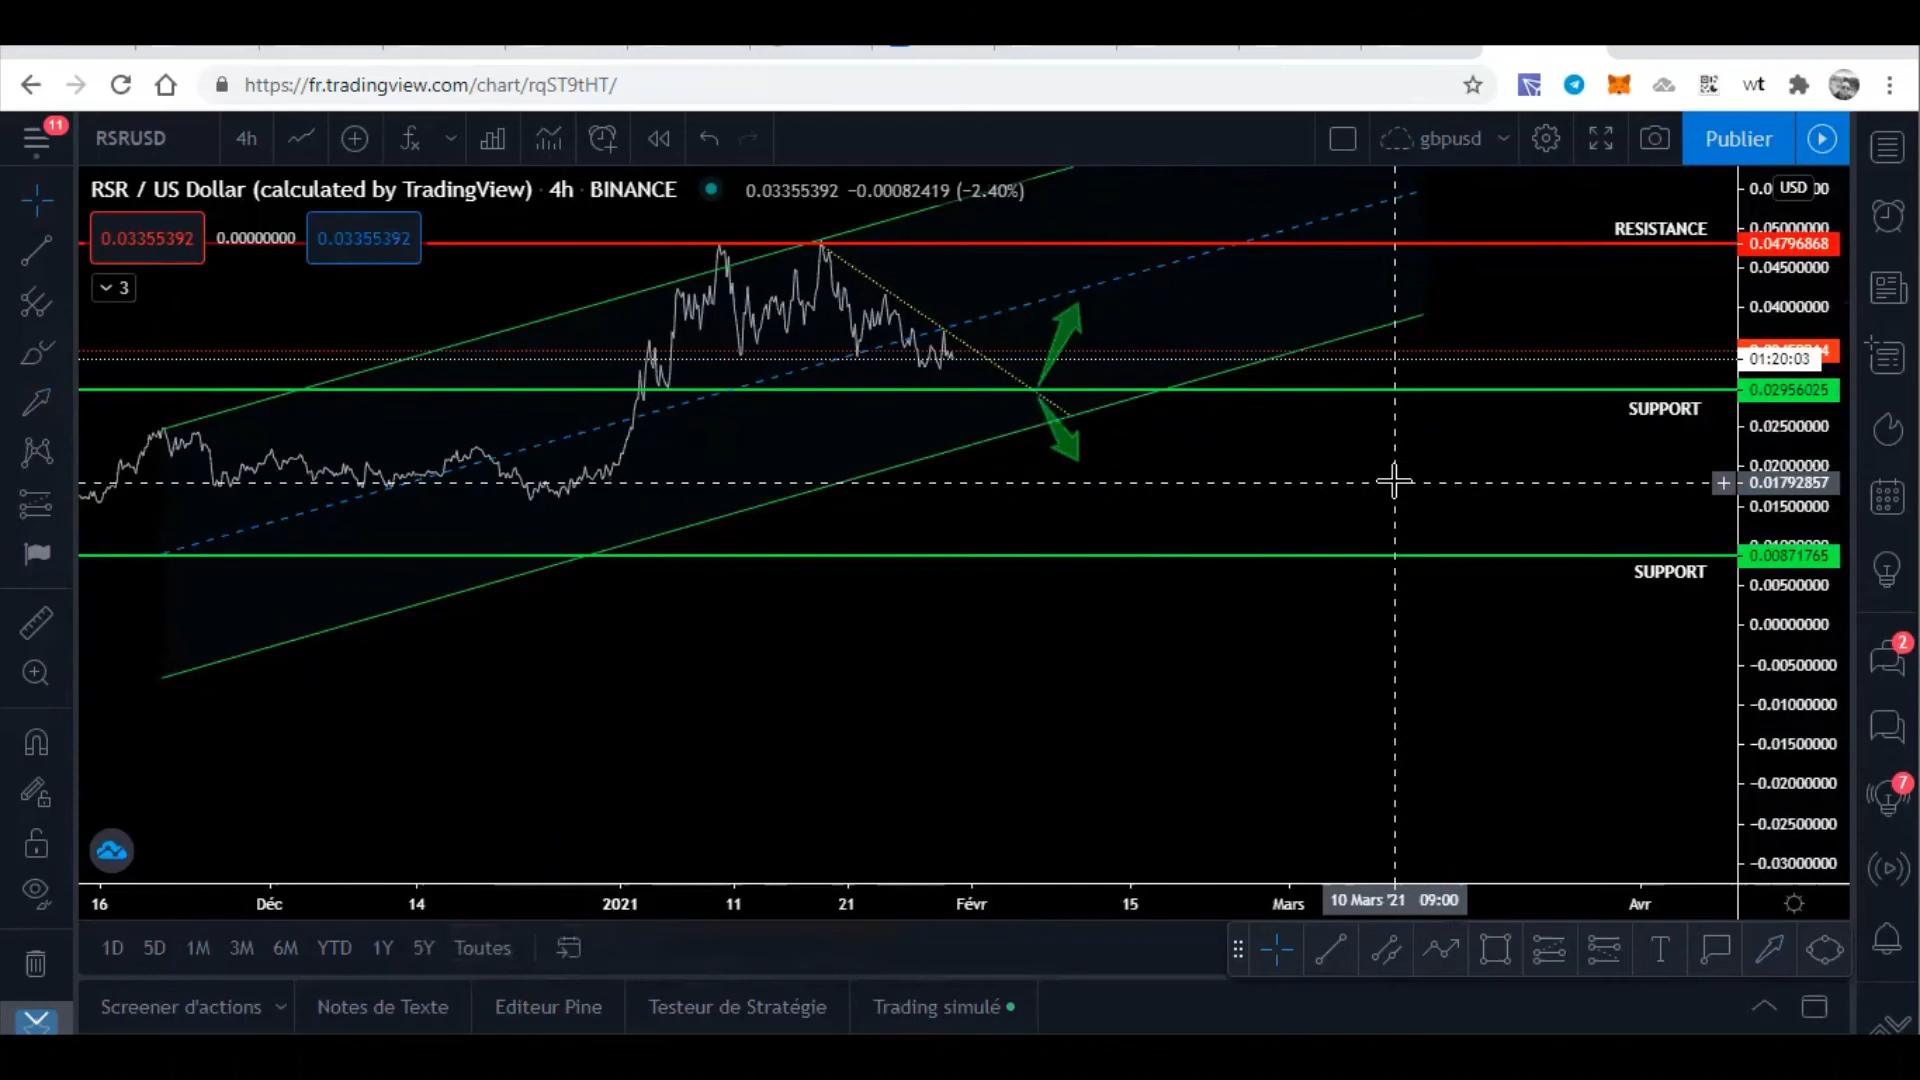 https://fr.tradingview.com/chart/rqST9tHT/
wt
11
RSRUSD
4h
gbpusd
Publier
RSR / US Dollar (calculated by TradingView) · 4h · BINANCE
0.03355392 −0.00082419 (−2.40%)
USD
0.03355392
0.00000000
0.03355392
3
RESISTANCE
0.05000000
0.04796868
0.04500000
0.04000000
01:20:03
0.02956025
SUPPORT
0.02500000
0.02000000
0.01792857
0.01500000
0.00871765
SUPPORT
0.00500000
0.00000000
−0.00500000
−0.01000000
−0.01500000
−0.02000000
−0.02500000
−0.03000000
2
7
16
Déc
14
2021
11
21
Févr
15
Mars
10 Mars '21 09:00
Avr
1D 5D 1M 3M 6M YTD 1Y 5Y Toutes
T
Screener d'actions
Notes de Texte
Editeur Pine
Testeur de Stratégie
Trading simulé